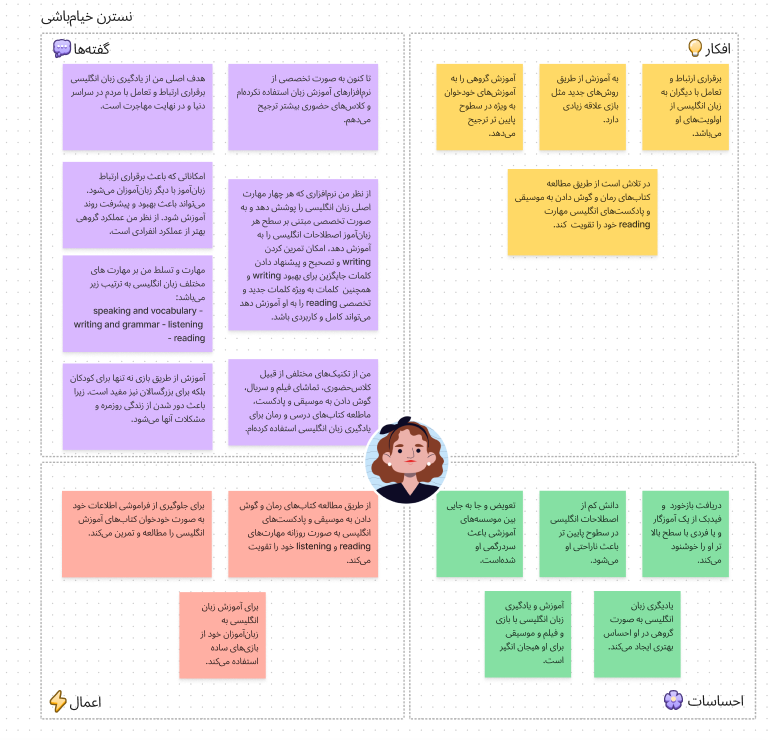 نسترن خیام‌باشی
گفته‌ها
تا کنون به صورت تخصصی از
نرم‌افزارهای آموزش زبان استفاده نکرده‌ام
و کلاس‌های حضوری بیشتر ترجیح
می‌دهم.
هدف اصلی من از یادگیری زبان انگلیسی
برقراری ارتباط و تعامل با مردم در سراسر
دنیا و در نهایت مهاجرت است.
از نظر من نرم‌افزاری که هر چهار مهارت
اصلی زبان انگلیسی را پوشش دهد و به
صورت تخصصی مبتنی بر سطح هر
زبان‌آموز اصطلاحات انگلیسی را به
آموزش دهد. امکان تمرین کردن
writing و تصحیح و پیشنهاد دادن
کلمات جایگزین برای بهبود writing و
همچنین کلمات به ویژه کلمات جدید و
تخصصی reading را به او آموزش دهد
می‌تواند کامل و کاربردی باشد.
امکاناتی که باعث برقراری ارتباط
زبان‌آموز با دیگر زبان‌آموزان می‌شود.
می‌تواند باعث بهبود و پیشرفت روند
آموزش شود. از نظر من عملکرد گروهی
بهتر از عملکرد انفرادی است.
مهارت و تسلط من بر مهارت های
مختلف زبان انگلیسی به ترتیب زیر
می‌باشد:
speaking and vocabulary -
writing and grammar - listening
- reading
من از تکنیک‌های مختلفی از قبیل
کلاس‌حضوری، تماشای فیلم و سریال،
گوش دادن به موسیقی و پادکست،
ماطلعه کتاب‌های درسی و رمان برای
یادگیری زبان انگلیسی استفاده کرده‌ام.
آموزش از طریق بازی نه تنها برای کودکان
بلکه برای بزرگسالان نیز مفید است. زیرا
باعث دور شدن از زندگی روزمره و
مشکلات آنها می‌شود.
افکار
برقراری ارتباط و
تعامل با دیگران به
زبان انگلیسی از
اولویت‌های او
می‌باشد.
به آموزش از طریق
روش‌های جدید مثل
بازی علاقه زیادی
دارد.
آموزش گروهی را به
آموزش‌های خودخوان
به ویژه در سطوح
پایین تر ترجیح
می‌دهد.
در تلاش است از طریق مطالعه
کتاب‌های رمان و گوش دادن به موسیقی
و پادکست‌های انگلیسی مهارت
reading خود را تقویت کند.
از طریق مطالعه کتاب‌های رمان و گوش
دادن به موسیقی و پادکست‌های
انگلیسی به صورت روزانه مهارت‌های
reading و listening خود را تقویت
می‌کند.
برای جلوگیری از فراموشی اطلاعات خود
به صورت خودخوان کتاب‌های آموزش
انگلیسی را مطالعه و تمرین می‌کند.
برای آموزش زبان
انگلیسی به
زبان‌آموزان خود از
بازی‌های ساده
استفاده می‌کند.
اعمال
دریافت بازخورد و
فیدبک از یک آموزگار
و یا فردی با سطح بالا
تر او را خوشنود
می‌کند.
دانش کم از
اصطلاحات انگلیسی
در سطوح پایین تر
باعث ناراحتی او
می‌شود.
تعویض و جا به جایی
بین موسسه‌های
آموزشی باعث
سردرگمی او
شده‌است.
یادیگری زبان
انگلیسی به صورت
گروهی در او احساس
بهتری ایجاد می‌کند.
آموزش و یادگیری
زبان انگلیسی با بازی
و فیلم و موسیقی
برای او هیجان انگیر
است.
احساسات